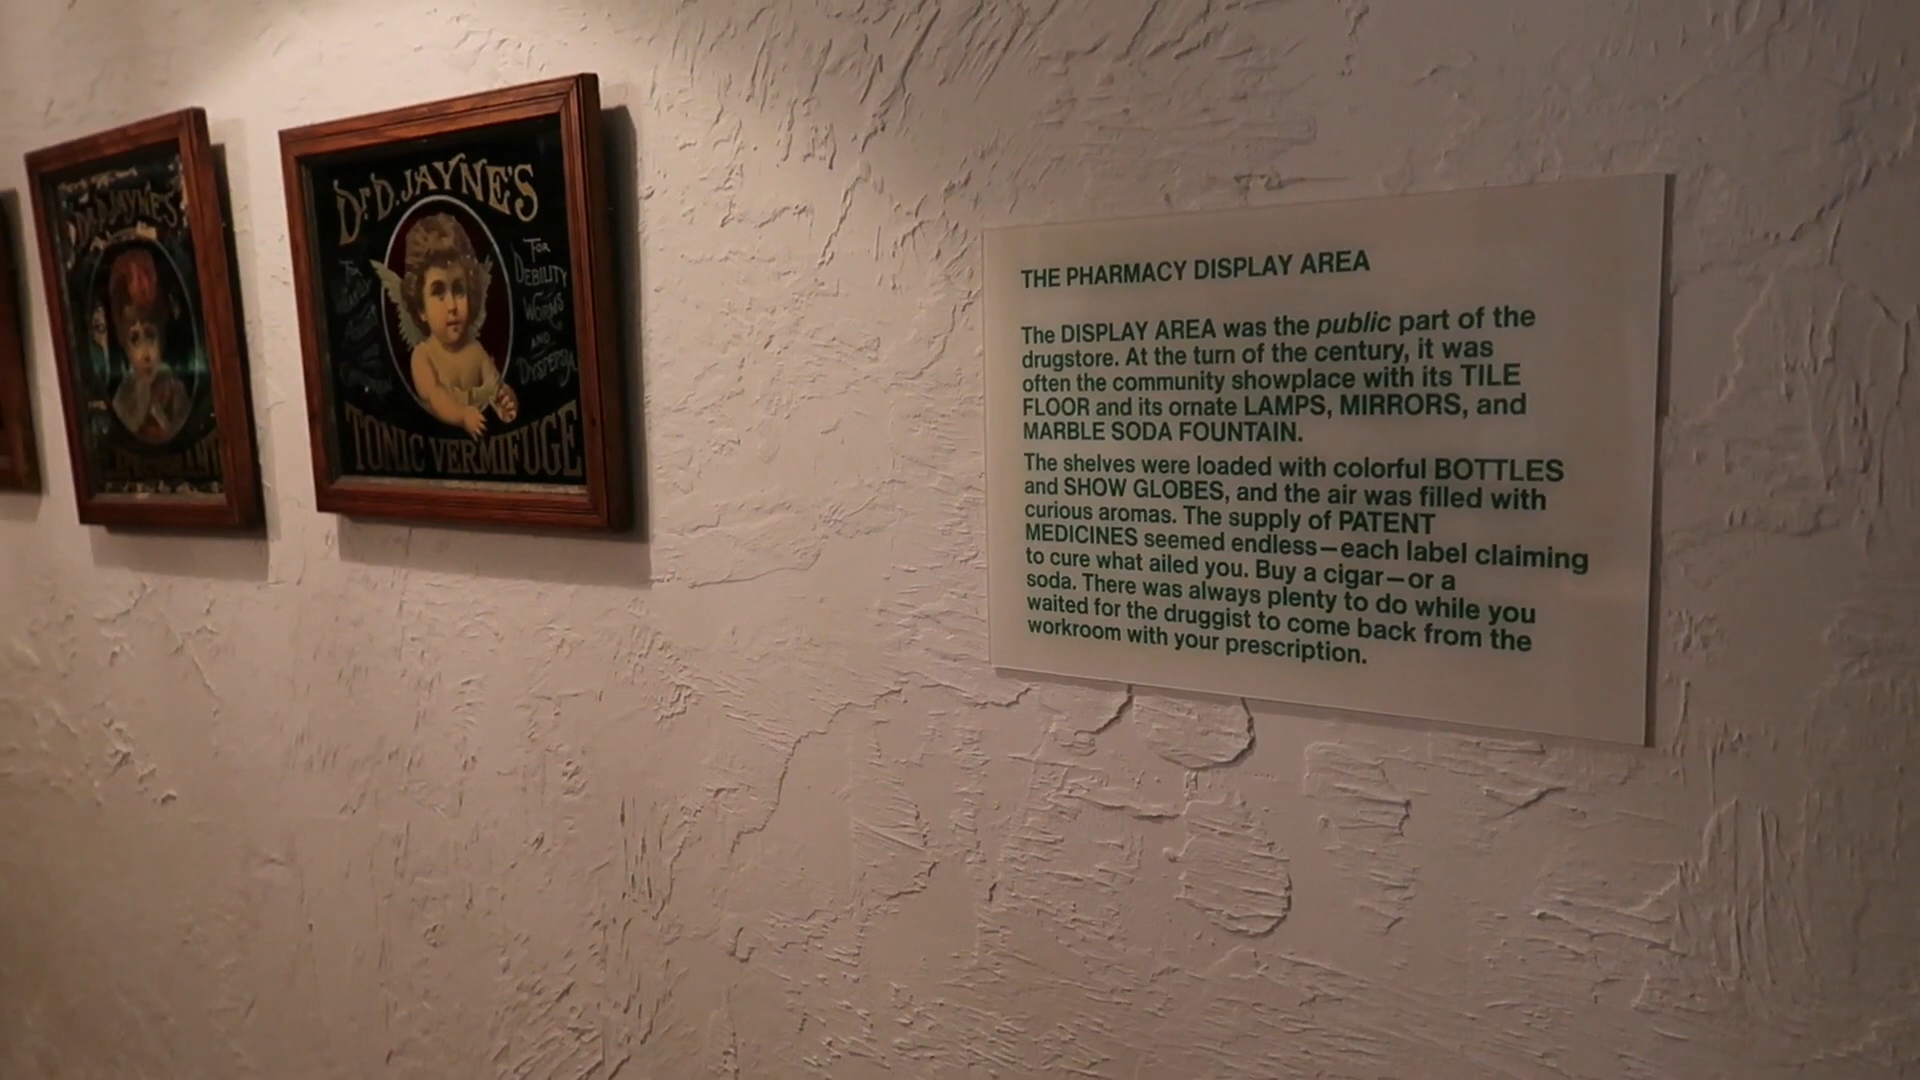 DR. D. JAYNE'S
EXPECTORANT
DR. D. JAYNE'S
FOR
DEBILITY
WORMS
AND
DYSPEPSIA
TONIC VERMIFUGE
THE PHARMACY DISPLAY AREA
The DISPLAY AREA was the public part of the
drugstore. At the turn of the century, it was
often the community showplace with its TILE
FLOOR and its ornate LAMPS, MIRRORS, and
MARBLE SODA FOUNTAIN.
The shelves were loaded with colorful BOTTLES
and SHOW GLOBES, and the air was filled with
curious aromas. The supply of PATENT
MEDICINES seemed endless—each label claiming
to cure what ailed you. Buy a cigar—or a
soda. There was always plenty to do while you
waited for the druggist to come back from the
workroom with your prescription.